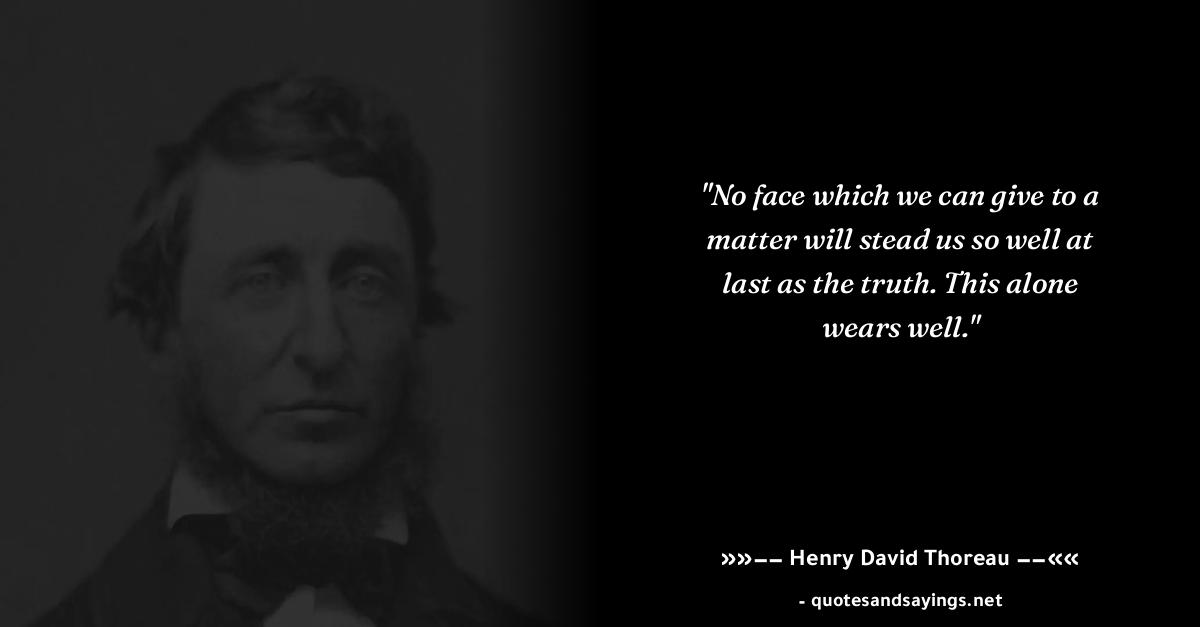 "No face which we can give to a
matter will stead us so well at
last as the truth. This alone
wears well."
»»–– Henry David Thoreau ––««
- quotesandsayings.net